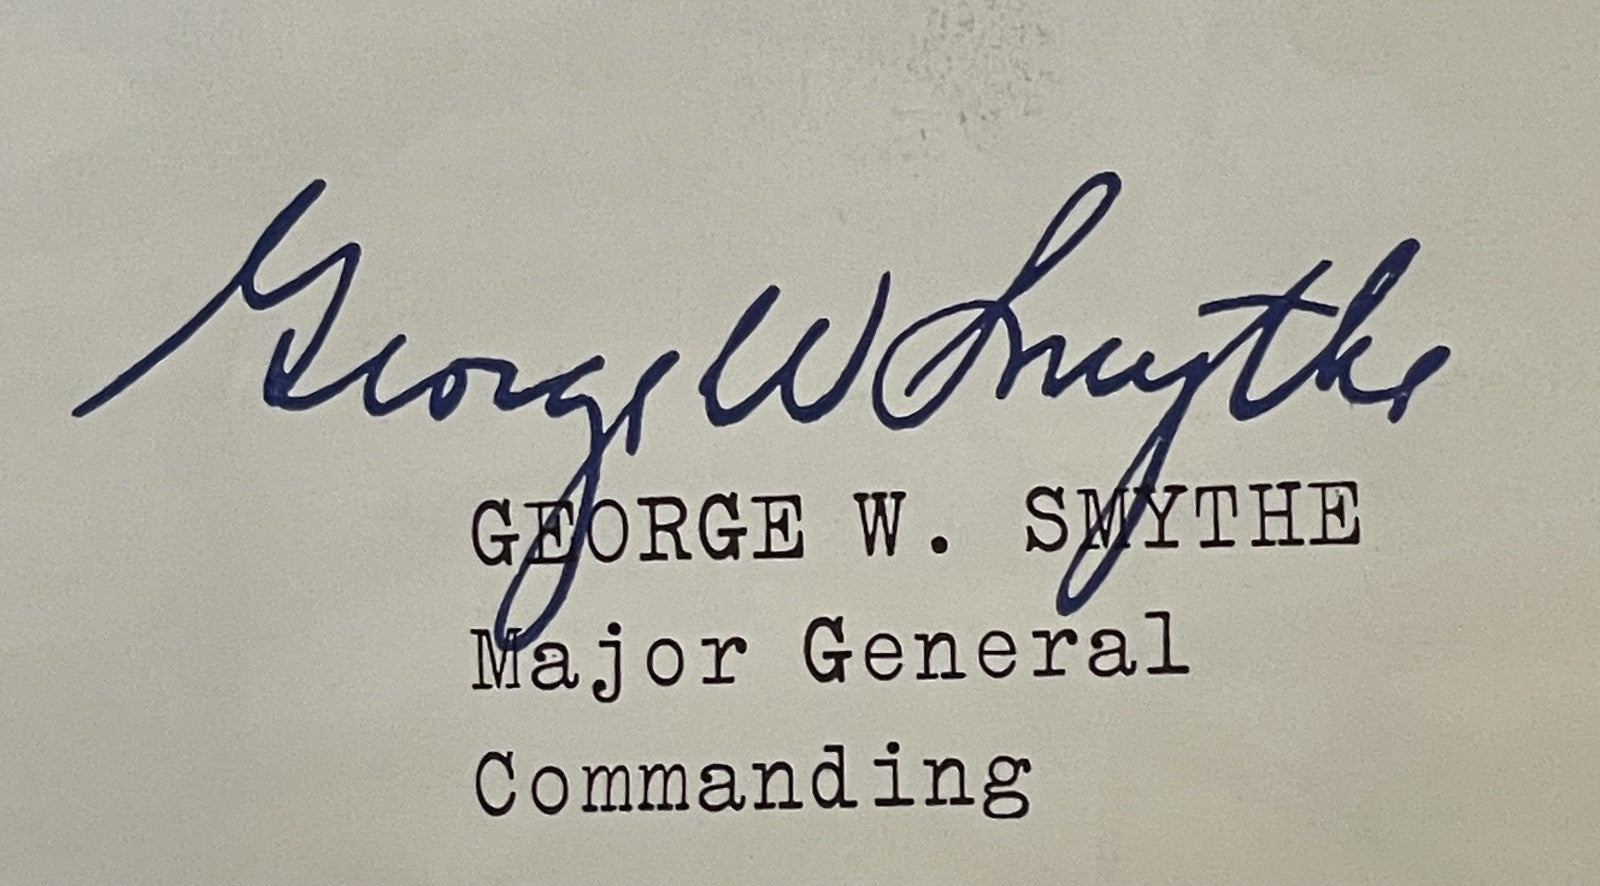 George W Smythe
GEORGE W. SMYTHE
Major General
Commanding